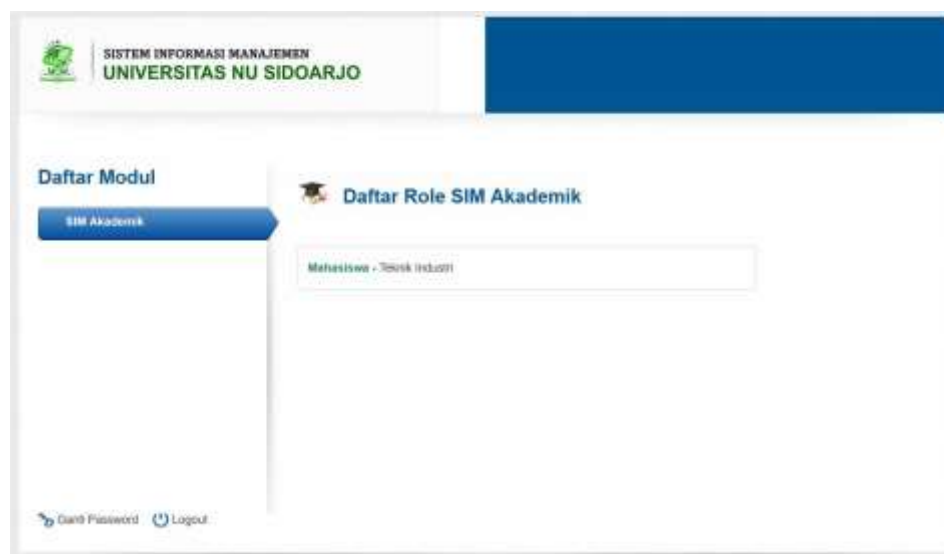 SISTEM INFORMASI MANAJEMEN
UNIVERSITAS NU SIDOARJO
Daftar Modul
SIM Akademik
Daftar Role SIM Akademik
Mahasiswa - Teknik Industri
Ganti Password Logout